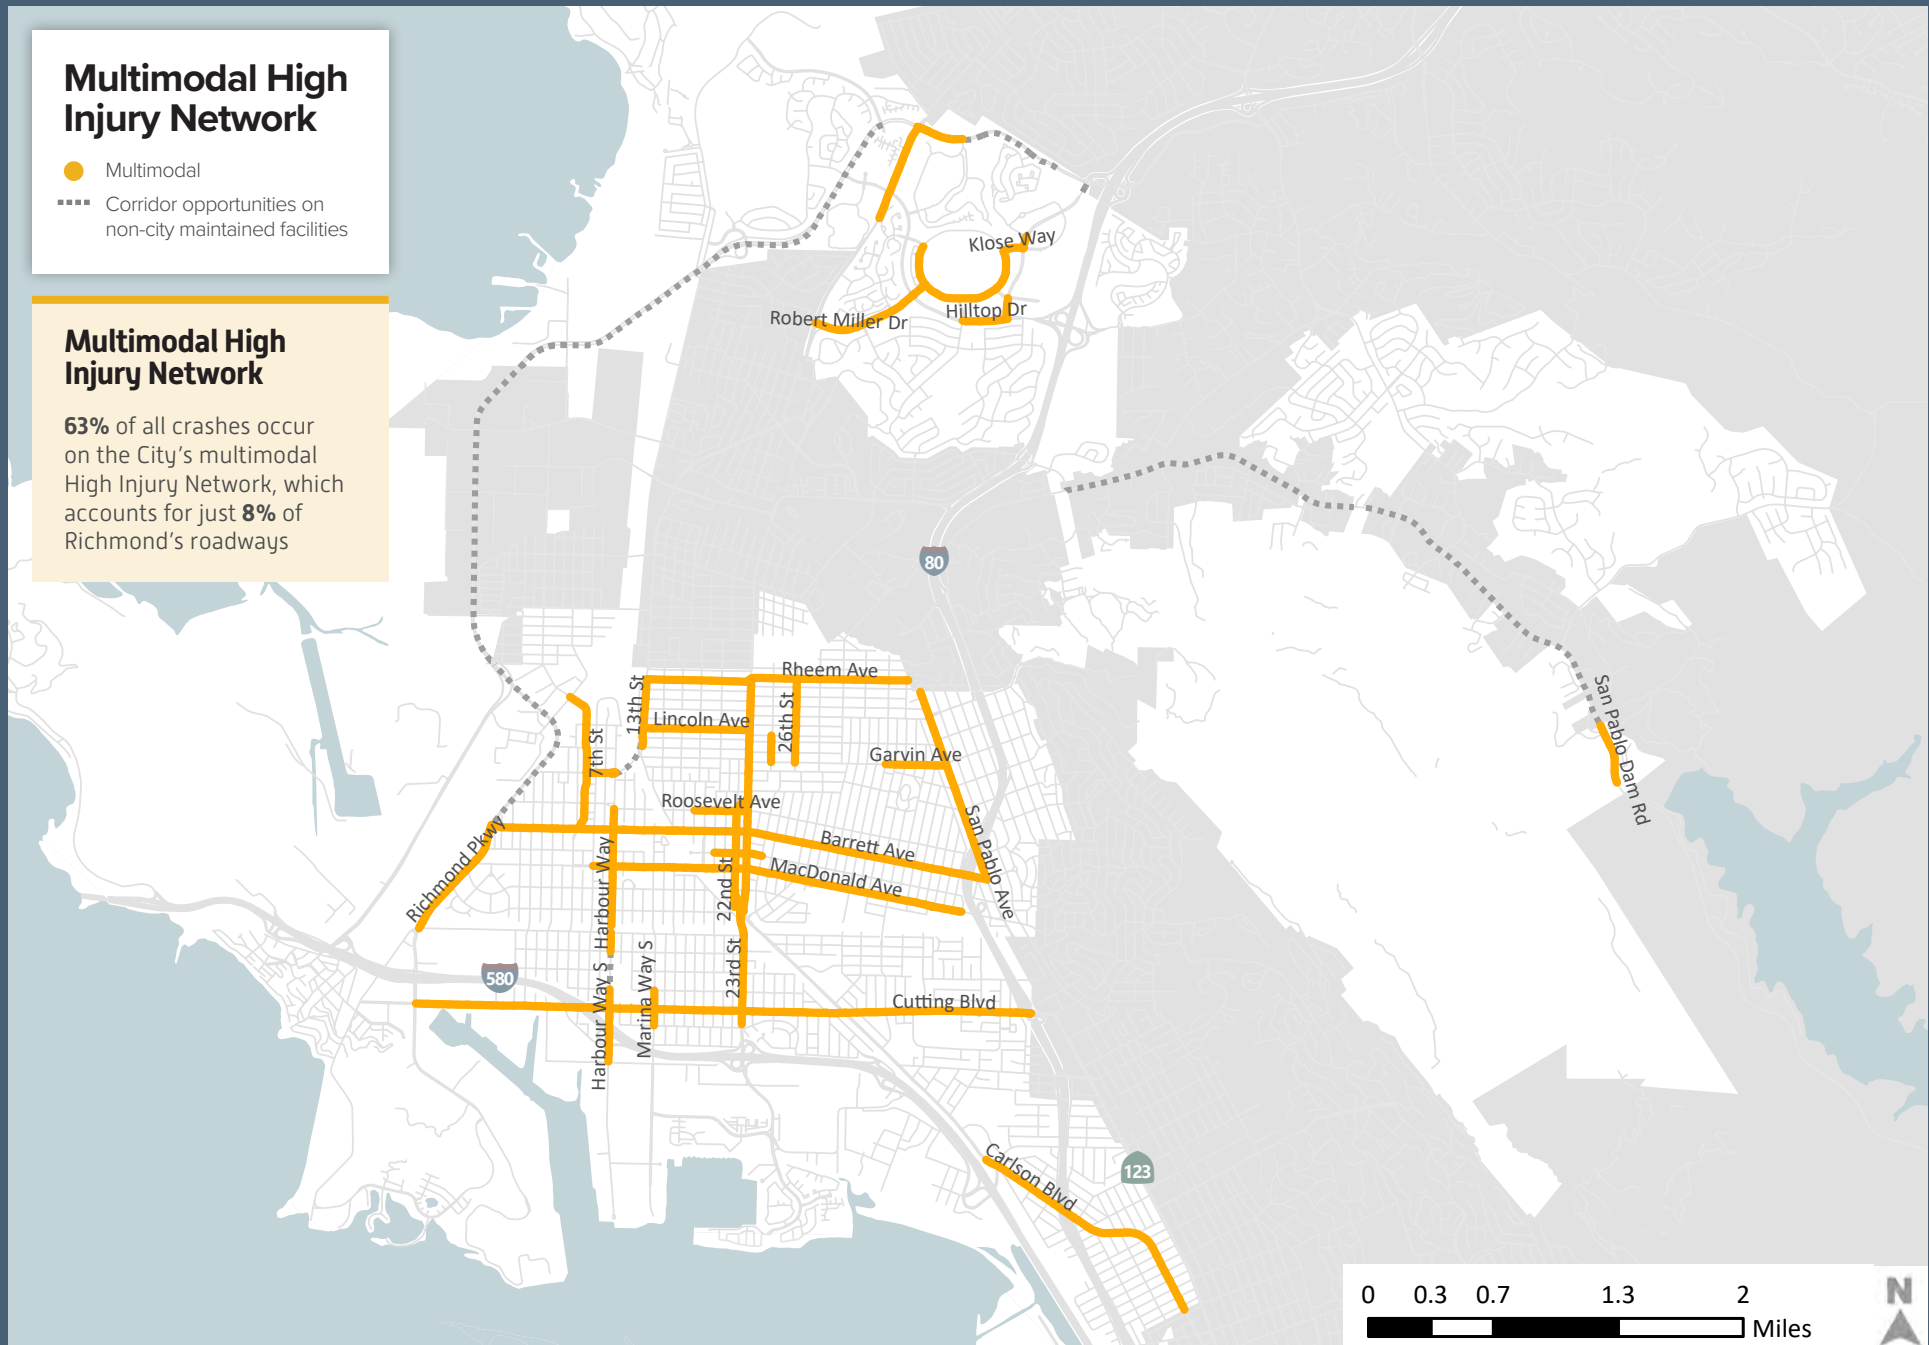 Multimodal High
Injury Network
Multimodal
Corridor opportunities on
non-city maintained facilities
Multimodal High
Injury Network
63% of all crashes occur
on the City's multimodal
High Injury Network, which
accounts for just 8% of
Richmond's roadways
Klose Way
Hilltop Dr
Robert Miller Dr
80
Rheem Ave
13th St
Lincoln Ave
26th St
7th St
Garvin Ave
Roosevelt Ave
San Pablo Dam Rd
Richmond Pkwy
Barrett Ave
San Pablo Ave
MacDonald Ave
Harbour Way
22nd St
23rd St
580
Harbour Way S
Marina Way S
Cutting Blvd
Carlson Blvd
123
0 0.3 0.7 1.3 2
Miles
N